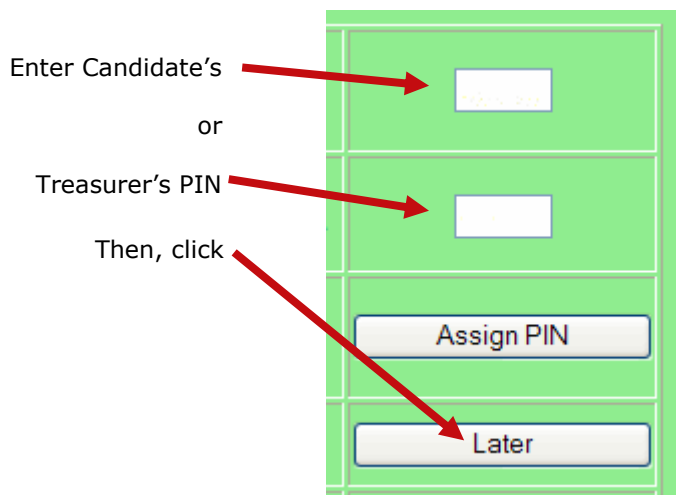 Enter Candidate’s
or
Treasurer’s PIN
Then, click
Assign PIN
Later